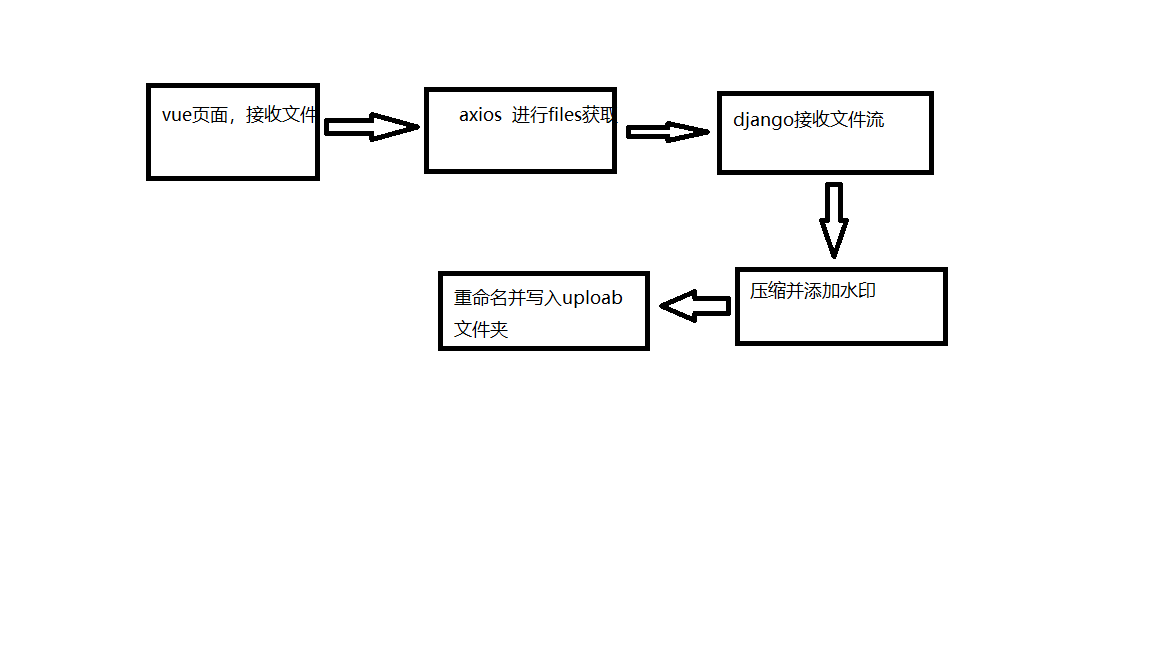 vue页面，接收文件
axios 进行files获取
django接收文件流
压缩并添加水印
重命名并写入uploab
文件夹